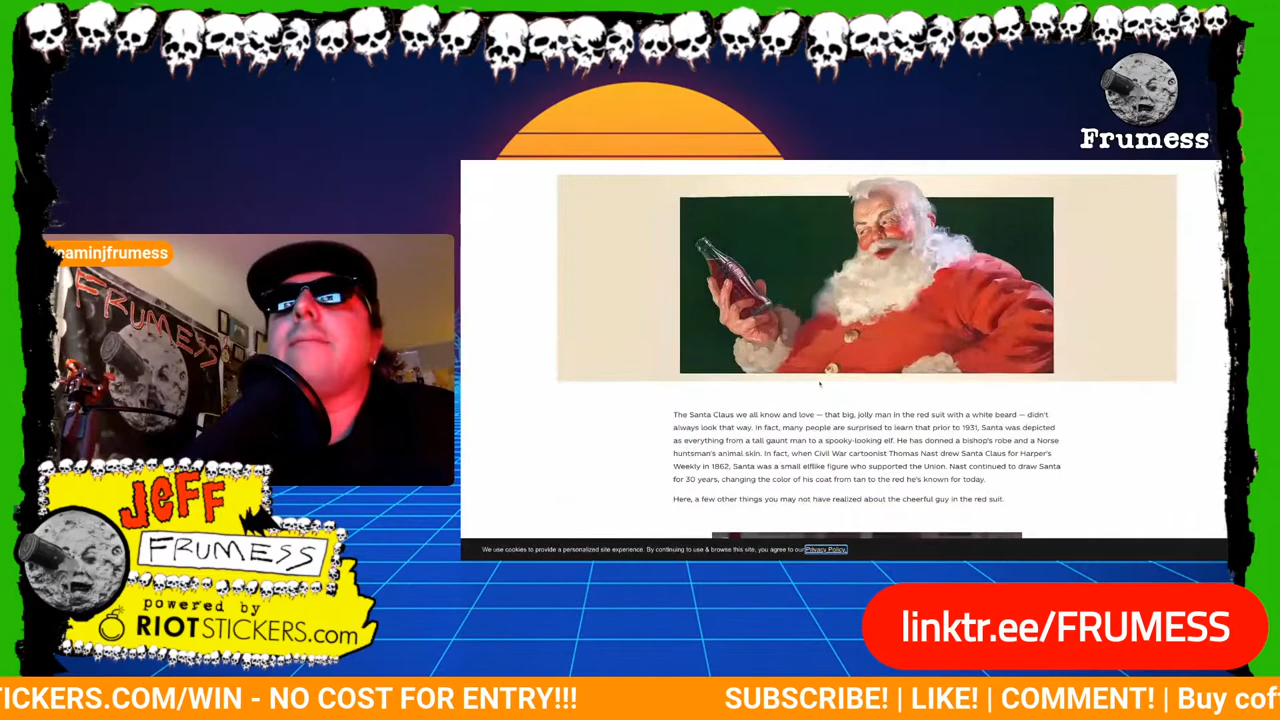 Frumess
aminjfrumess
FRUMESS
The Santa Claus we all know and love — that big, jolly man in the red suit with a white beard — didn't
always look that way. In fact, many people are surprised to learn that prior to 1931, Santa was depicted
as everything from a tall gaunt man to a spooky-looking elf. He has donned a bishop's robe and a Norse
huntsman's animal skin. In fact, when Civil War cartoonist Thomas Nast drew Santa Claus for Harper's
Weekly in 1862, Santa was a small elflike figure who supported the Union. Nast continued to draw Santa
for 30 years, changing the color of his coat from tan to the red he's known for today.
Here, a few other things you may not have realized about the cheerful guy in the red suit.
We use cookies to provide a personalized site experience. By continuing to use & browse this site, you agree to our Privacy Policy.
JeFF
FRUMESS
powered by
RIOTSTICKERS.com
linktr.ee/FRUMESS
TICKERS.COM/WIN - NO COST FOR ENTRY!!! SUBSCRIBE! | LIKE! | COMMENT! | Buy cof